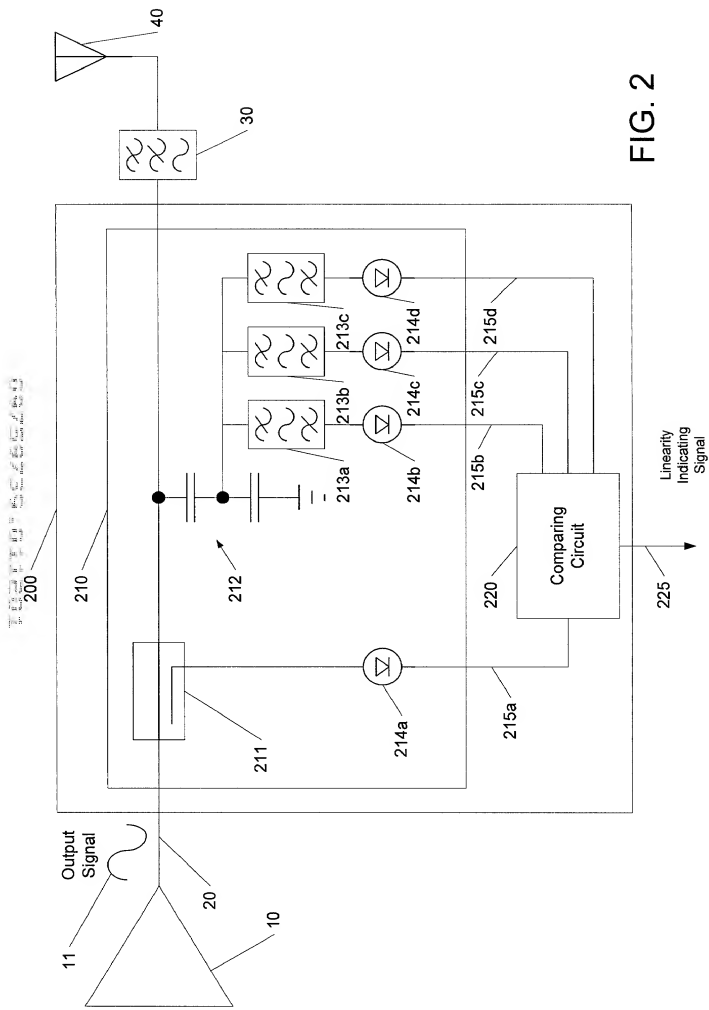 40
30
FIG. 2
200
210
213c
214d
215d
213b
214c
215c
213a
214b
215b
212
Linearity
Indicating
Signal
220
Comparing
Circuit
225
211
214a
215a
Output
Signal
11
20
10